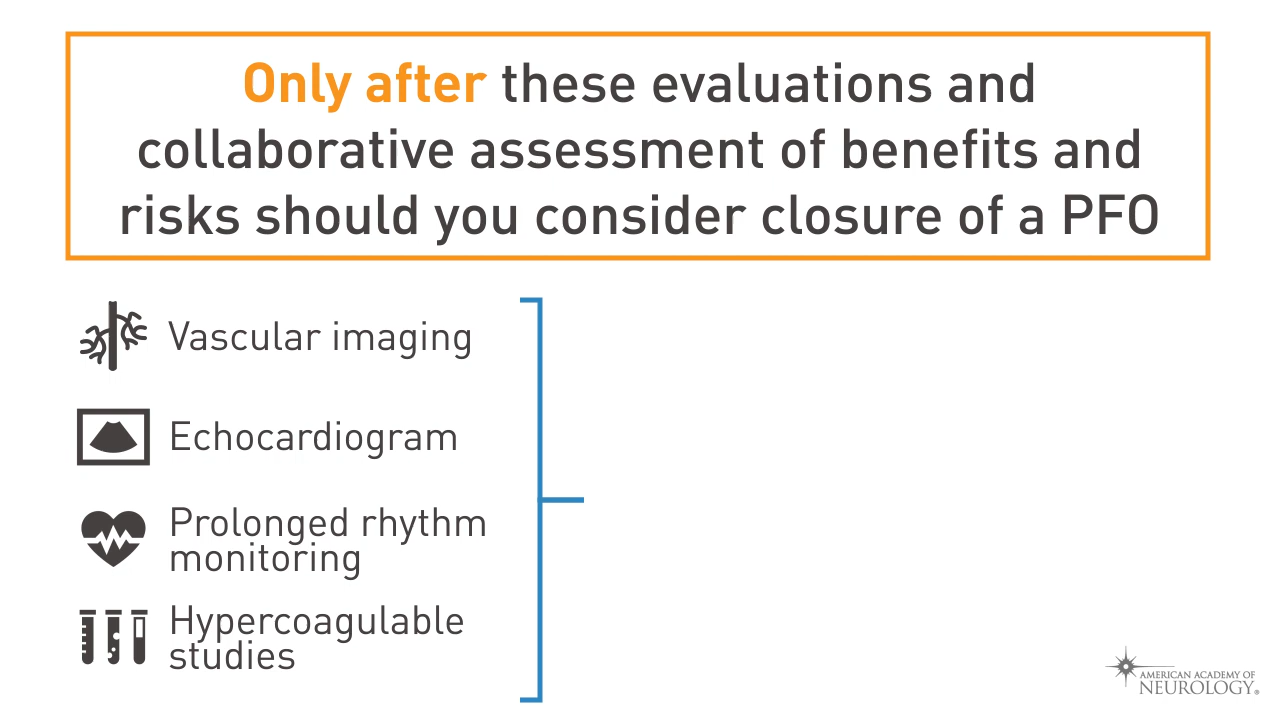 Only after these evaluations and
collaborative assessment of benefits and
risks should you consider closure of a PFO
Vascular imaging
Echocardiogram
Prolonged rhythm
monitoring
Hypercoagulable
studies
AMERICAN ACADEMY OF
NEUROLOGY®